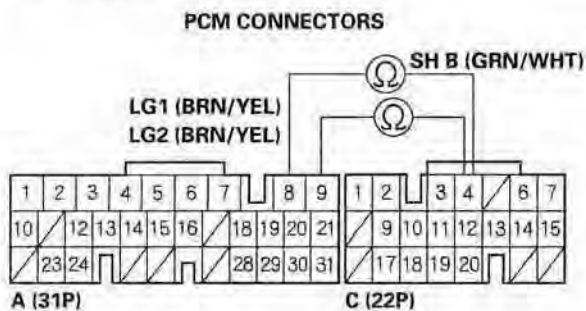 PCM CONNECTORS
Ω SH B (GRN/WHT)
LG1 (BRN/YEL) Ω
LG2 (BRN/YEL)
1 2 3 4 5 6 7 8 9 1 2 3 4 6 7
10 12 13 14 15 16 18 19 20 21 9 10 11 12 13 14 15
23 24 28 29 30 31 17 18 19 20
A (31P) C (22P)